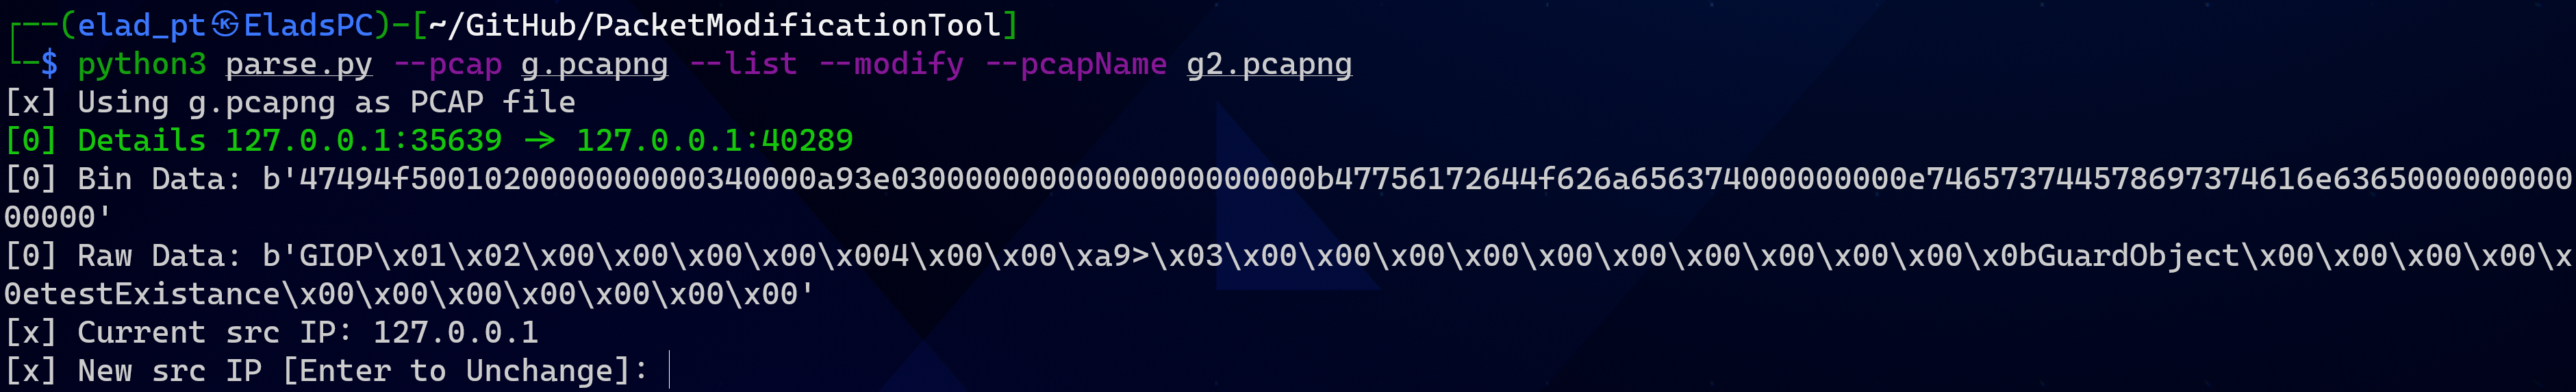 ┌──(elad_pt㉿EladsPC)-[~/GitHub/PacketModificationTool]
└─$ python3 parse.py --pcap g.pcapng --list --modify --pcapName g2.pcapng
[x] Using g.pcapng as PCAP file
[0] Details 127.0.0.1:35639 -> 127.0.0.1:40289
[0] Bin Data: b'47494f50010200000000000340000a93e030000000000000000000000b47756172644f626a656374000000000e746573744578697374616e6365000000000
00000'
[0] Raw Data: b'GIOP\x01\x02\x00\x00\x00\x00\x004\x00\x00\xa9>\x03\x00\x00\x00\x00\x00\x00\x00\x00\x00\x00\x0bGuardObject\x00\x00\x00\x00\x
0etestExistance\x00\x00\x00\x00\x00\x00\x00'
[x] Current src IP: 127.0.0.1
[x] New src IP [Enter to Unchange]: